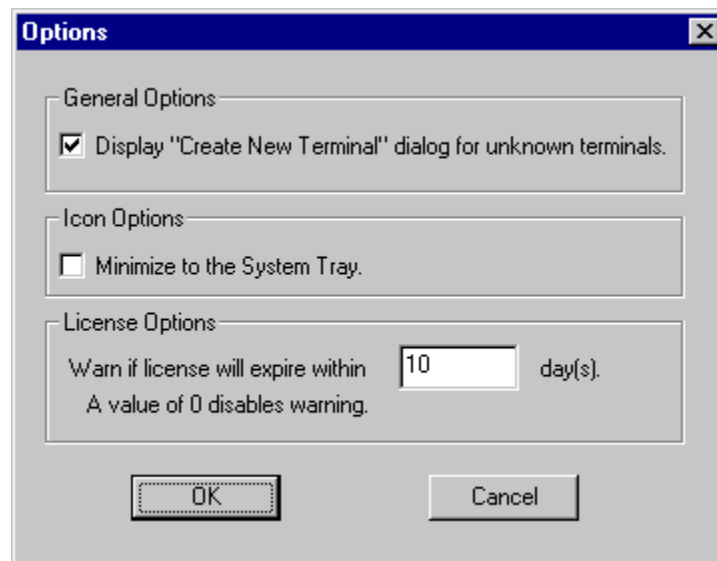 Options
General Options
Display "Create New Terminal" dialog for unknown terminals.
Icon Options
Minimize to the System Tray.
License Options
Warn if license will expire within 10 day(s).
A value of 0 disables warning.
OK Cancel